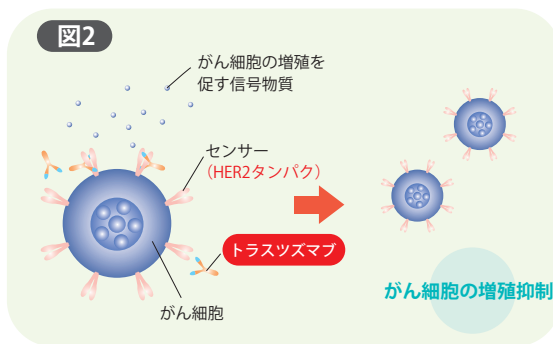 図2
がん細胞の増殖を
促す信号物質
センサー
（HER2タンパク）
トラスツズマブ
がん細胞
がん細胞の増殖抑制